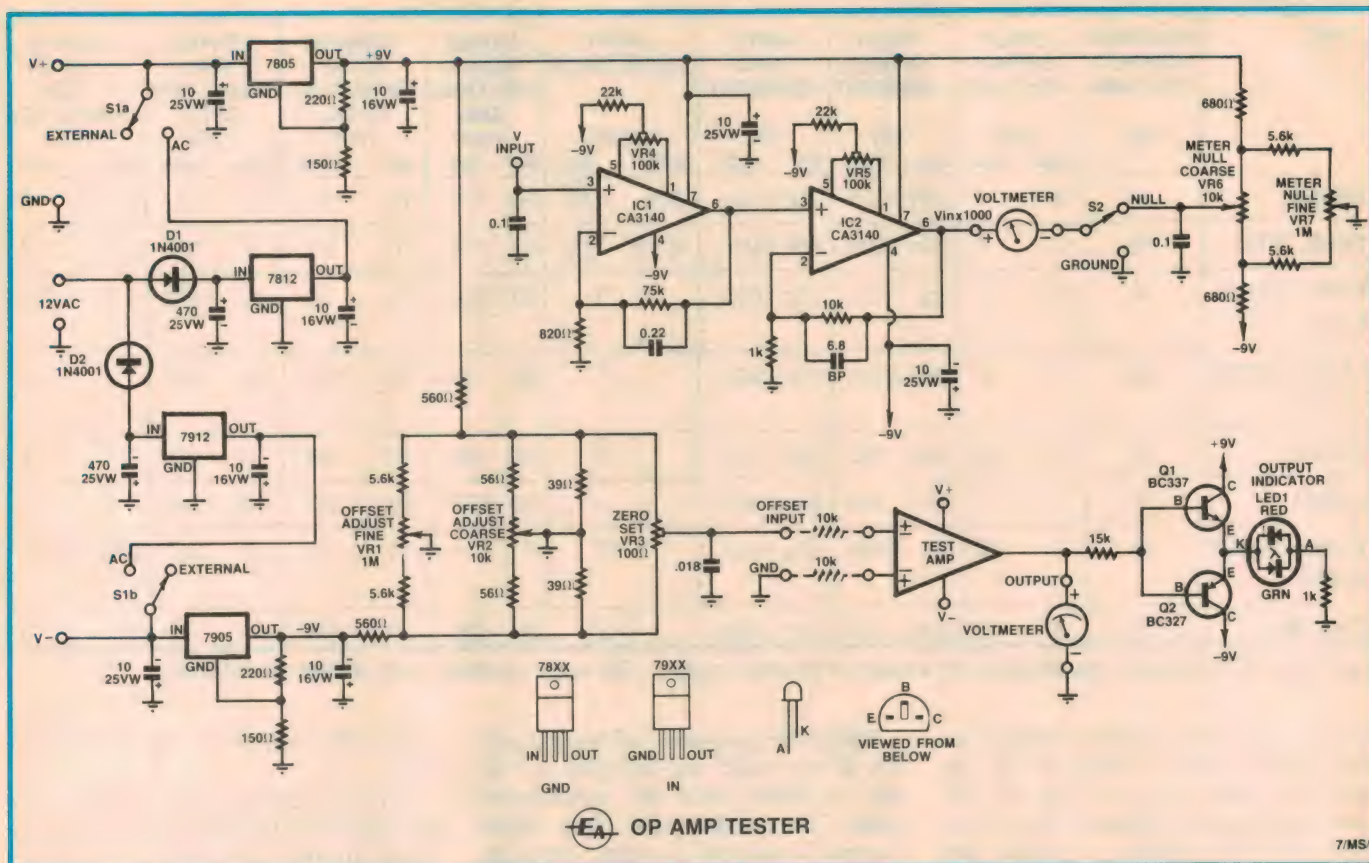 V+
IN
7805
OUT
+9V
GND
S1a
EXTERNAL
AC
10
25VW
+
-
220Ω
10
16VW
+
-
150Ω
GND
D1
1N4001
12VAC
470
25VW
+
-
IN
7812
OUT
GND
10
16VW
+
-
D2
1N4001
IN
7912
OUT
GND
470
25VW
-
+
10
16VW
-
+
AC
EXTERNAL
S1b
V-
IN
7905
OUT
-9V
GND
10
25VW
-
+
220Ω
10
16VW
-
+
150Ω
560Ω
560Ω
5.6k
OFFSET
ADJUST
FINE
VR1
1M
5.6k
56Ω
OFFSET
ADJUST
COARSE
VR2
10k
56Ω
39Ω
39Ω
ZERO
SET
VR3
100Ω
.018
V
INPUT
0.1
22k
-9V
VR4
100k
5
1
3
+
7
IC1
CA3140
6
2
-
4
-9V
75k
0.22
820Ω
10
25VW
+
-
22k
-9V
VR5
100k
5
1
3
+
7
IC2
CA3140
6
2
-
4
10k
6.8
BP
1k
10
25VW
-
+
-9V
Vinx1000
VOLTMETER
+
-
S2
NULL
GROUND
0.1
680Ω
METER
NULL
COARSE
VR6
10k
5.6k
METER
NULL
FINE
VR7
1M
5.6k
680Ω
-9V
OFFSET
INPUT
10k
GND
10k
V+
±
TEST
AMP
±
V-
OUTPUT
+
VOLTMETER
-
15k
+9V
Q1
BC337
B
C
E
Q2
BC327
B
E
C
-9V
OUTPUT
INDICATOR
LED1
RED
K
A
GRN
1k
78XX
IN
OUT
GND
79XX
GND
OUT
IN
K
A
B
E
C
VIEWED FROM
BELOW
EA OP AMP TESTER